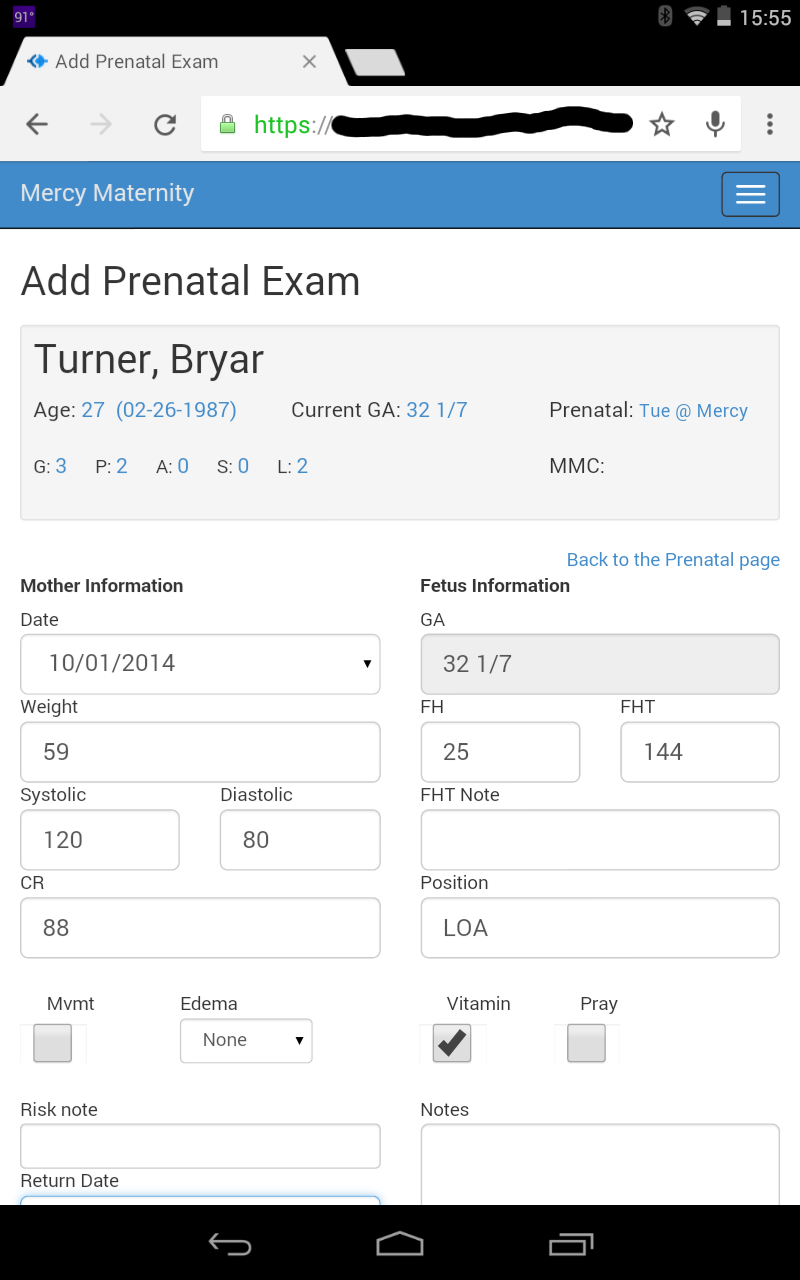 91°
15:55
Add Prenatal Exam
https://
Mercy Maternity
Add Prenatal Exam
Turner, Bryar
Age: 27 (02-26-1987) Current GA: 32 1/7 Prenatal: Tue @ Mercy
G: 3 P: 2 A: 0 S: 0 L: 2 MMC:
Back to the Prenatal page
Mother Information Fetus Information
Date GA
10/01/2014 32 1/7
Weight FH FHT
59 25 144
Systolic Diastolic FHT Note
120 80
CR Position
88 LOA
Mvmt Edema Vitamin Pray
None
Risk note Notes
Return Date